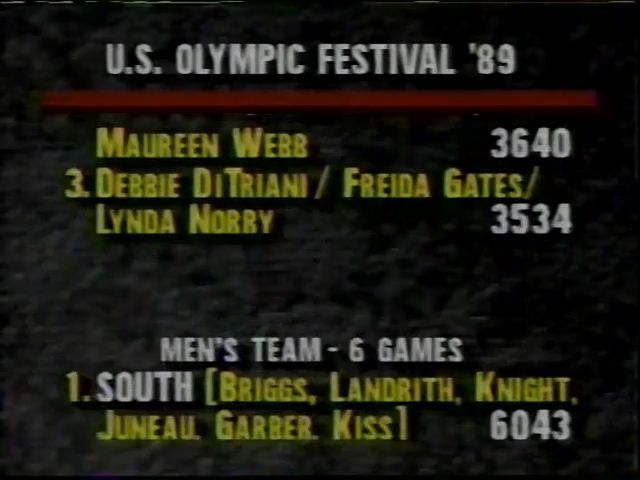 U.S. OLYMPIC FESTIVAL '89
MAUREEN WEBB 3640
3. DEBBIE DITRIANI / FREIDA GATES/
LYNDA NORRY 3534
MEN'S TEAM - 6 GAMES
1. SOUTH [BRIGGS, LANDRITH, KNIGHT,
JUNEAU, GARBER, KISS] 6043